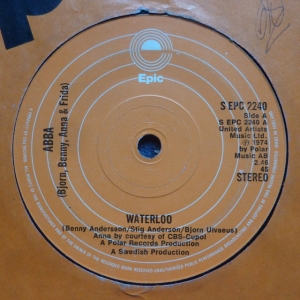 Epic
ABBA
(Bjorn, Benny, Anna & Frida)
S EPC 2240
Side A
S EPC 2240 A
United Artists
Music Ltd.
℗ 1974
by Polar
Music AB
2.46
45
STEREO
WATERLOO
(Benny Andersson/Stig Anderson/Bjorn Ulvaeus)
Anna by courtesy of CBS-Cupol
A Polar Records Production
A Swedish Production